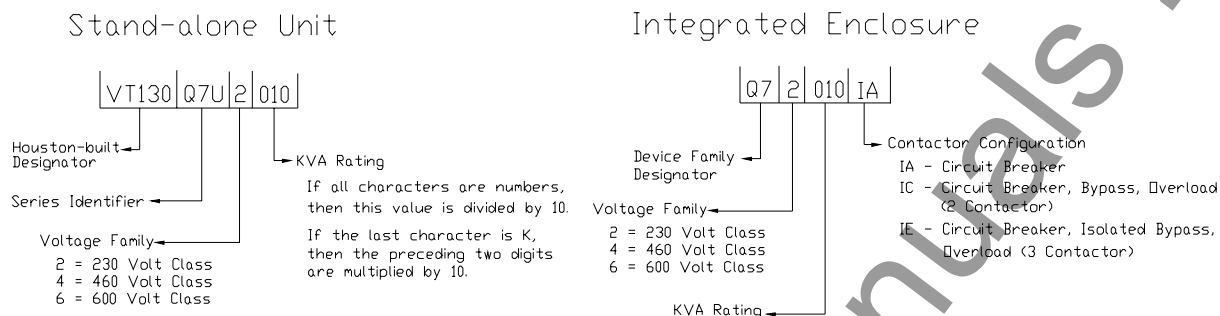 Stand-alone Unit
VT130 Q7U 2 010
Houston-built
Designator
Series Identifier
Voltage Family
2 = 230 Volt Class
4 = 460 Volt Class
6 = 600 Volt Class
KVA Rating
If all characters are numbers,
then this value is divided by 10.
If the last character is K,
then the preceding two digits
are multiplied by 10.
Integrated Enclosure
Q7 2 010 IA
Device Family
Designator
Voltage Family
2 = 230 Volt Class
4 = 460 Volt Class
6 = 600 Volt Class
KVA Rating
Contactor Configuration
IA - Circuit Breaker
IC - Circuit Breaker, Bypass, Overload
(2 Contactor)
IE - Circuit Breaker, Isolated Bypass,
Overload (3 Contactor)
nuals